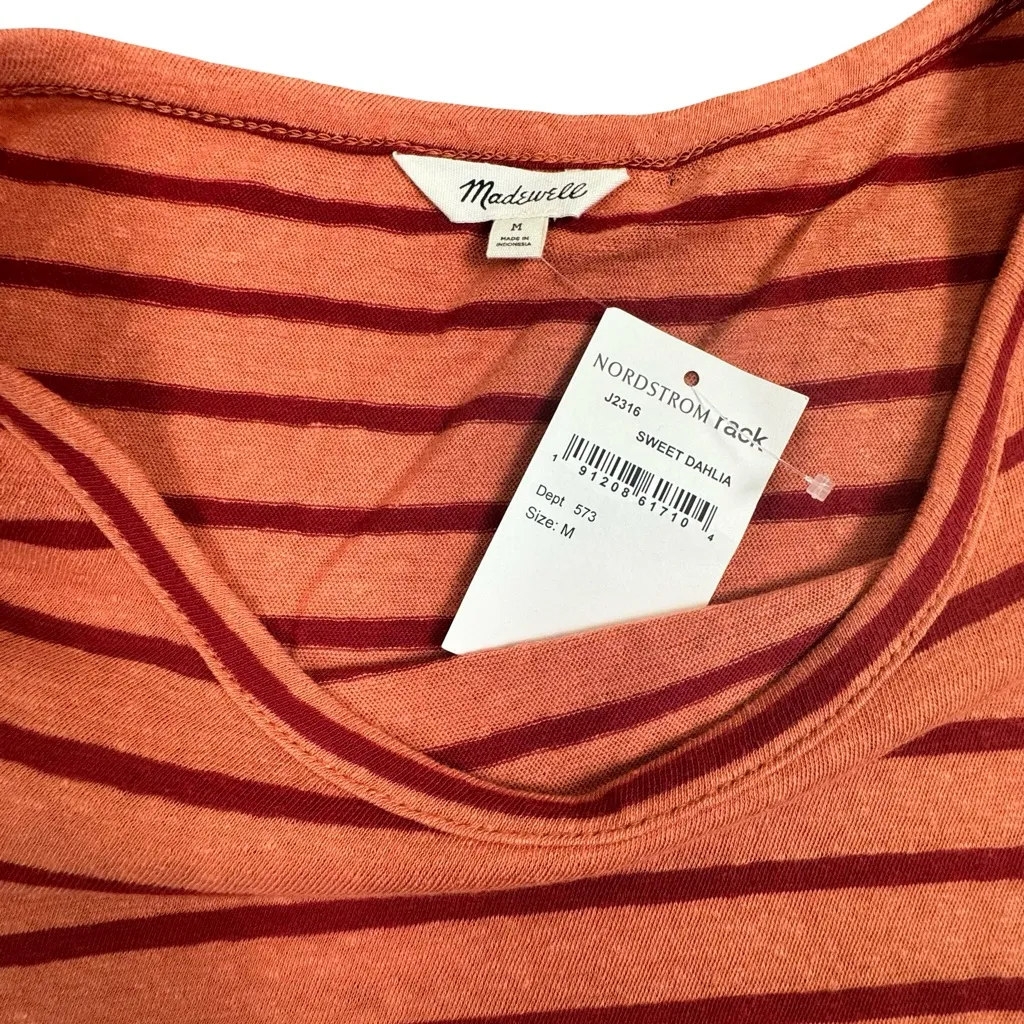 Madewell
M
MADE IN
INDONESIA
NORDSTROM rack
J2316
SWEET DAHLIA
1 91208 61710 4
Dept 573
Size: M